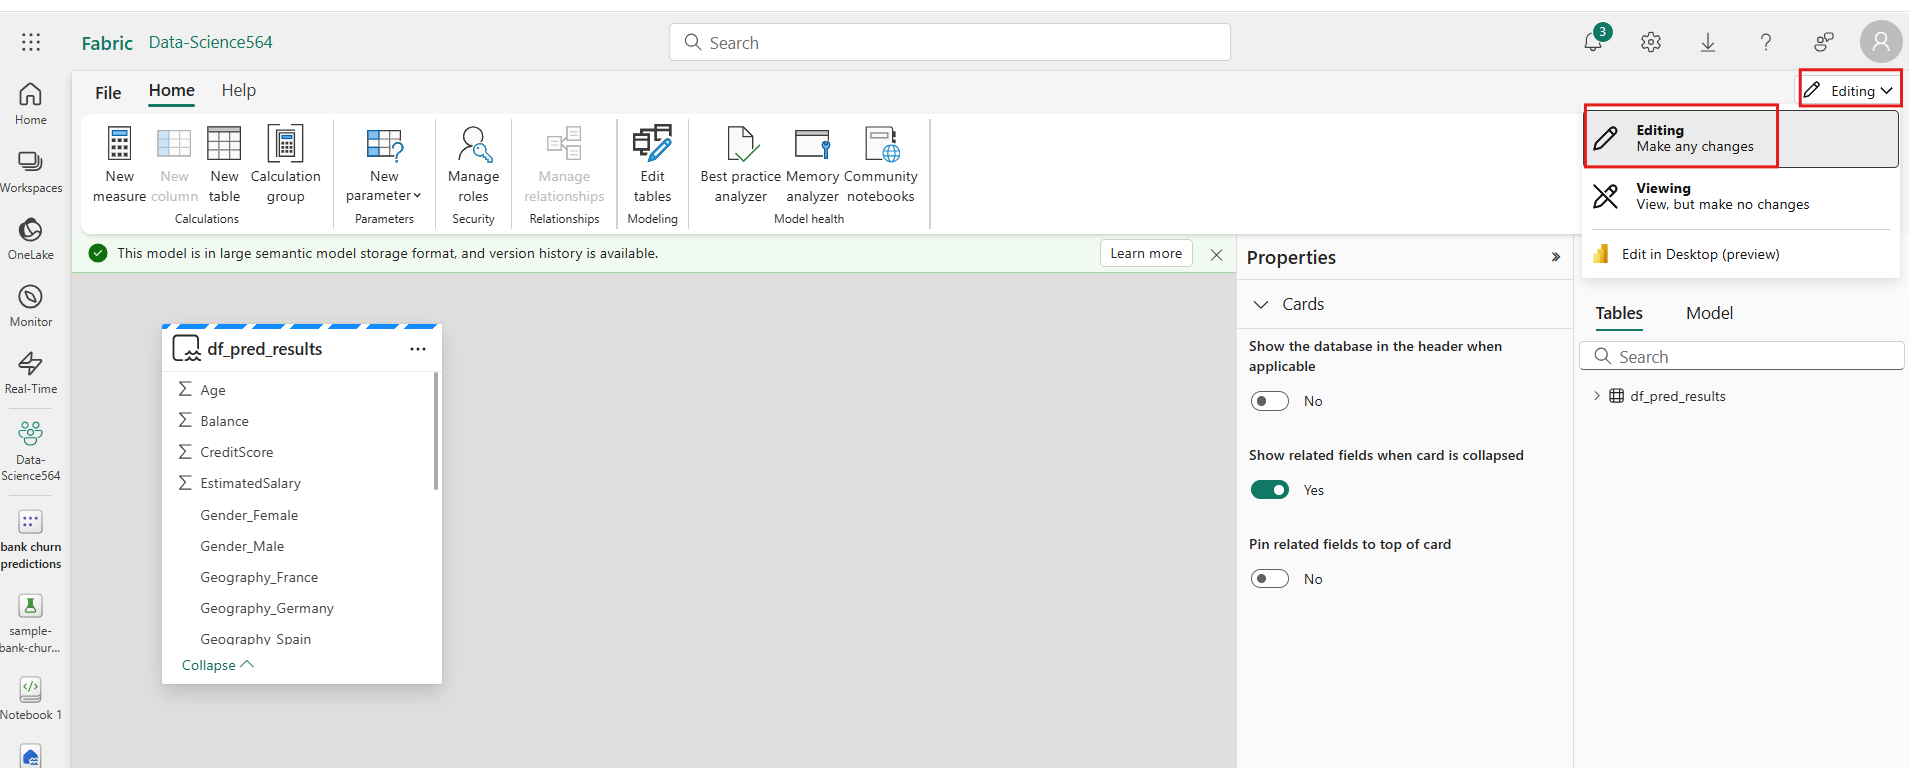 Fabric Data-Science564
Search
3
File Home Help
Editing
Home
Workspaces
OneLake
Monitor
Real-Time
Data-
Science564
bank churn
predictions
sample-
bank-chur...
Notebook 1
New
measure
New
column
New
table
Calculation
group
Calculations
New
parameter
Parameters
Manage
roles
Security
Manage
relationships
Relationships
Edit
tables
Modeling
Best practice
analyzer
Memory
analyzer
Community
notebooks
Model health
Editing
Make any changes
Viewing
View, but make no changes
Edit in Desktop (preview)
This model is in large semantic model storage format, and version history is available.
Learn more
df_pred_results
Age
Balance
CreditScore
EstimatedSalary
Gender_Female
Gender_Male
Geography_France
Geography_Germany
Geography_Spain
Collapse
Properties
Cards
Show the database in the header when
applicable
No
Show related fields when card is collapsed
Yes
Pin related fields to top of card
No
Tables Model
Search
df_pred_results